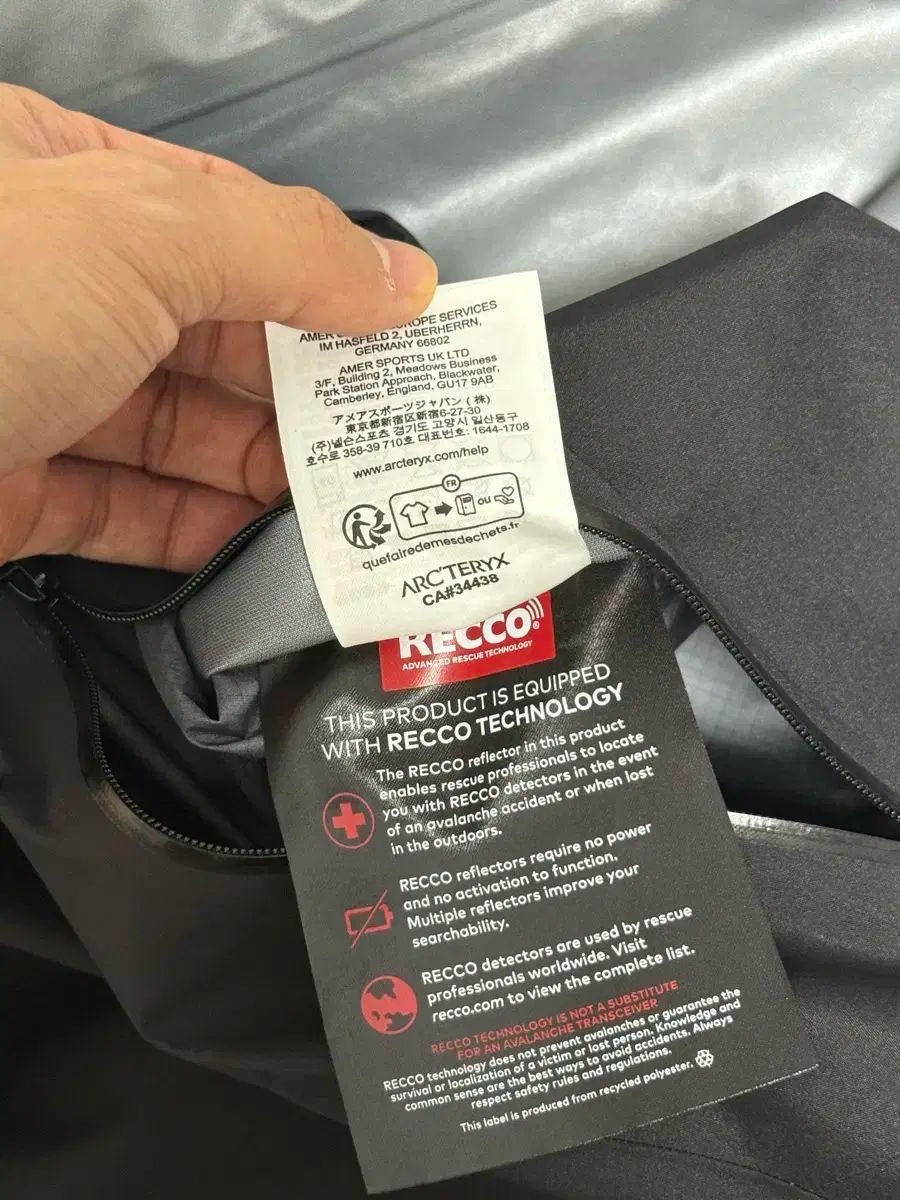 AMER EUROPE SERVICES
IM HASFELD 2, UBERHERRN,
GERMANY 66802
AMER SPORTS UK LTD
3/F, Building 2, Meadows Business
Park Station Approach, Blackwater,
Camberley, England, GU17 9AB
アメアスポーツジャパン (株)
東京都新宿区新宿6-27-30
(주)넬슨스포츠 경기도 고양시 일산동구
호수로 358-39 710호 대표번호: 1644-1708
www.arcteryx.com/help
FR
ou
quefairedemesdechets.fr
ARC'TERYX
CA#34438
RECCO®
ADVANCED RESCUE TECHNOLOGY
THIS PRODUCT IS EQUIPPED
WITH RECCO TECHNOLOGY
The RECCO reflector in this product
enables rescue professionals to locate
you with RECCO detectors in the event
of an avalanche accident or when lost
in the outdoors.
RECCO reflectors require no power
and no activation to function.
Multiple reflectors improve your
searchability.
RECCO detectors are used by rescue
professionals worldwide. Visit
recco.com to view the complete list.
RECCO TECHNOLOGY IS NOT A SUBSTITUTE
FOR AN AVALANCHE TRANSCEIVER
RECCO technology does not prevent avalanches or guarantee the
survival or localization of a victim or lost person. Knowledge and
common sense are the best ways to avoid accidents. Always
respect safety rules and regulations.
This label is produced from recycled polyester.